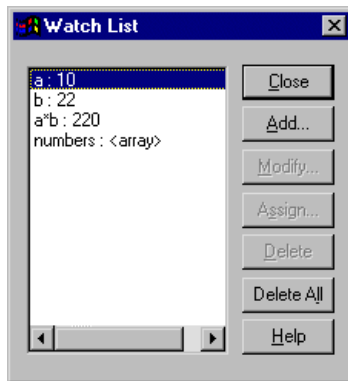 Watch List
a : 10
b : 22
a*b : 220
numbers : <array>
Close
Add...
Modify...
Assign...
Delete
Delete All
Help